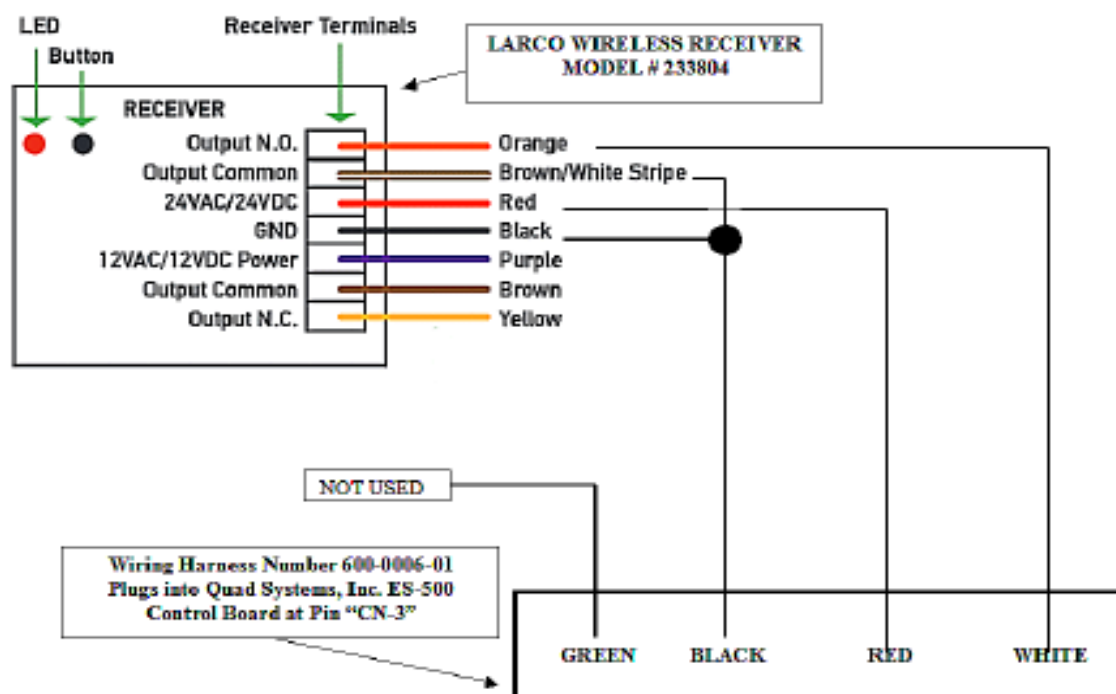 LED
Button
Receiver Terminals
LARCO WIRELESS RECEIVER
MODEL # 233804
RECEIVER
Output N.O. Orange
Output Common Brown/White Stripe
24VAC/24VDC Red
GND Black
12VAC/12VDC Power Purple
Output Common Brown
Output N.C. Yellow
NOT USED
Wiring Harness Number 600-0006-01
Plugs into Quad Systems, Inc. ES-500
Control Board at Pin “CN-3”
GREEN BLACK RED WHITE